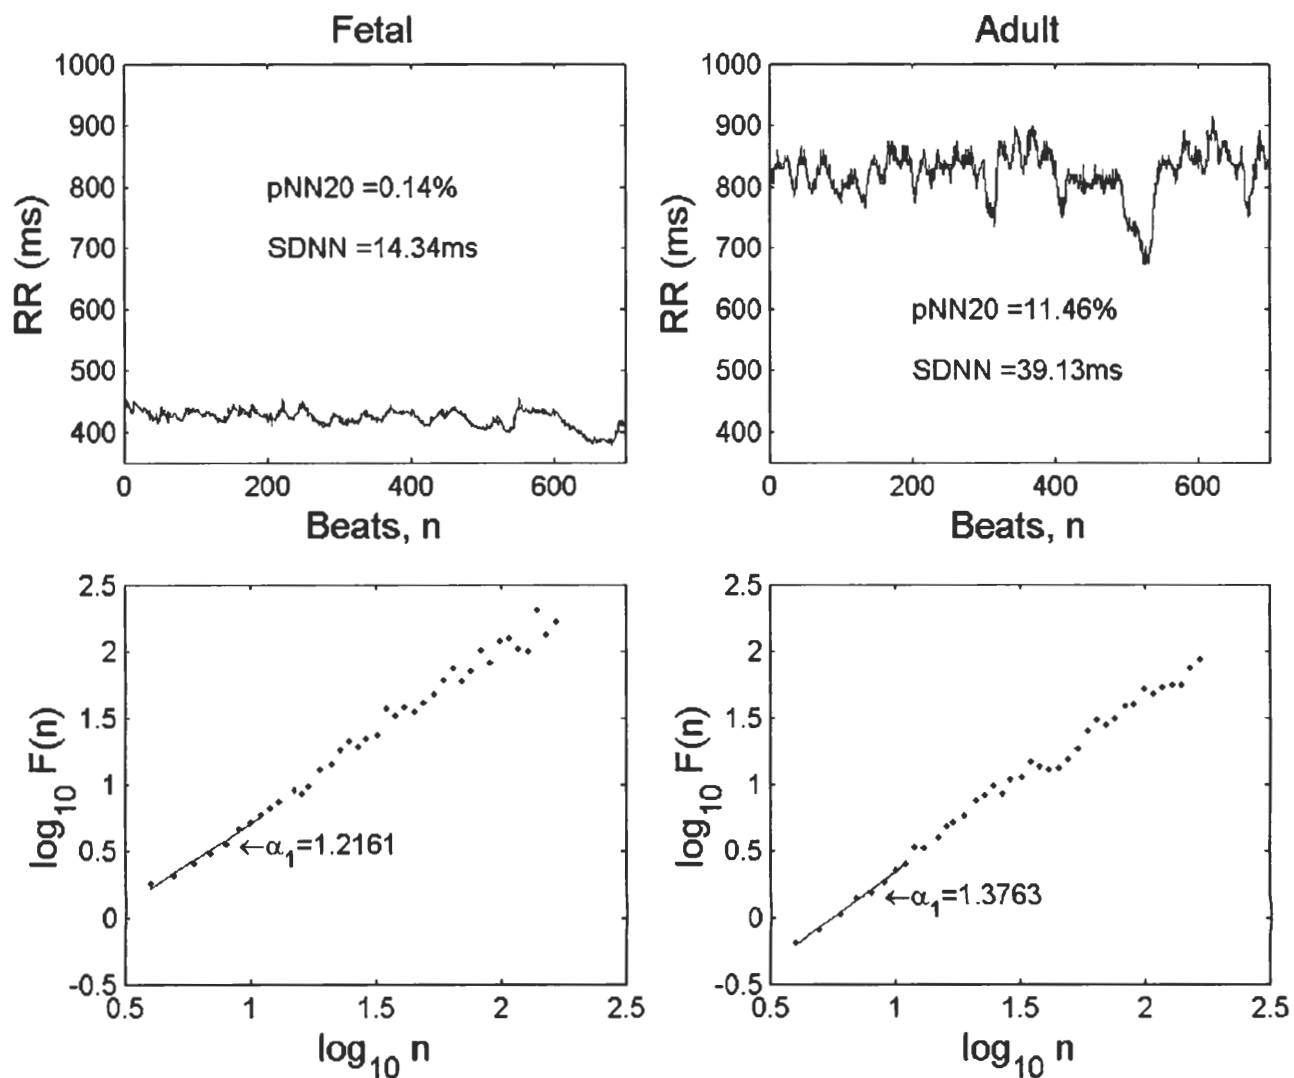 Fetal
1000
900
800
700
600
500
400
RR (ms)
pNN20 =0.14%
SDNN =14.34ms
0 200 400 600
Beats, n
Adult
1000
900
800
700
600
500
400
RR (ms)
pNN20 =11.46%
SDNN =39.13ms
0 200 400 600
Beats, n
2.5
2
1.5
1
0.5
0
-0.5
log₁₀ F(n)
←α₁=1.2161
0.5 1 1.5 2 2.5
log₁₀ n
2.5
2
1.5
1
0.5
0
-0.5
log₁₀ F(n)
←α₁=1.3763
0.5 1 1.5 2 2.5
log₁₀ n